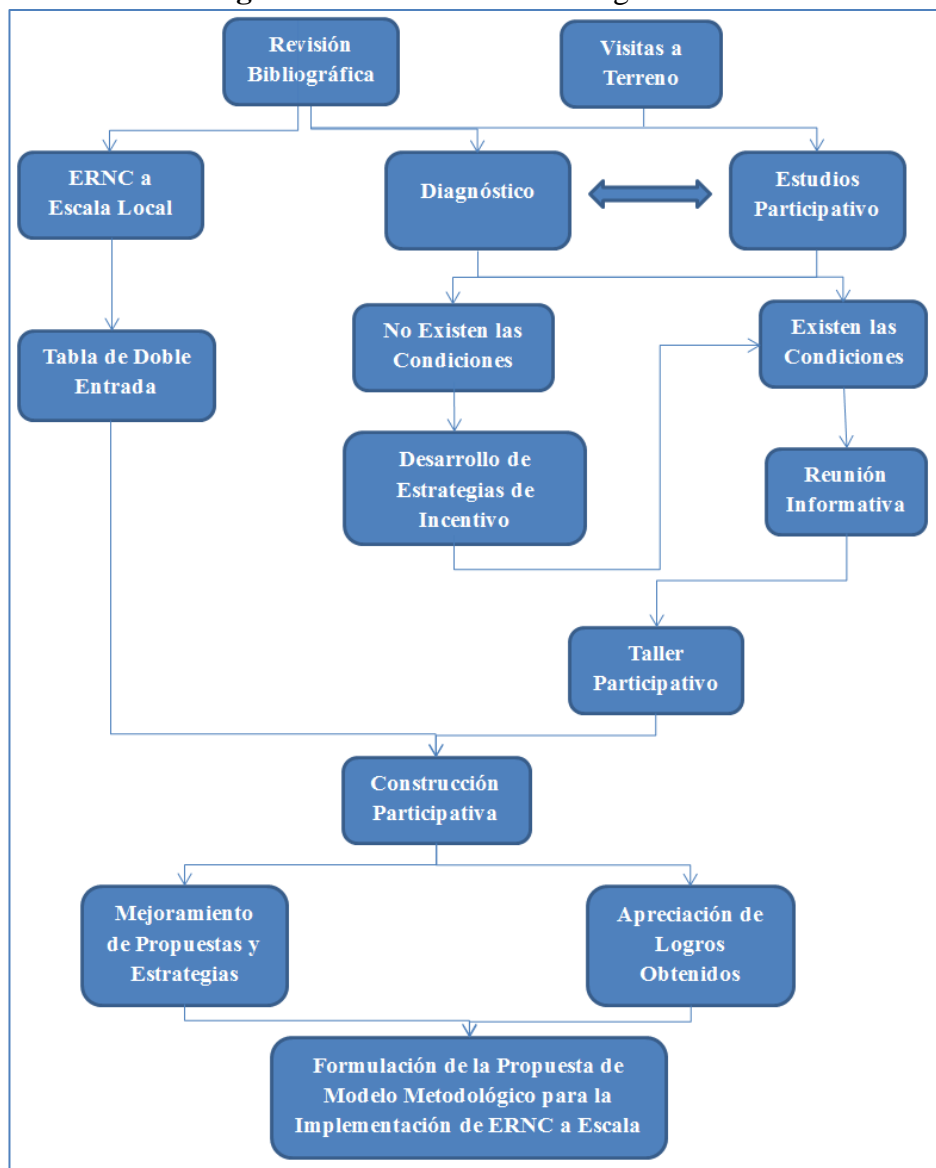 Revisión
Bibliográfica
Visitas a
Terreno
ERNC a
Escala Local
Diagnóstico
Estudios
Participativo
No Existen las
Condiciones
Existen las
Condiciones
Tabla de Doble
Entrada
Desarrollo de
Estrategias de
Incentivo
Reunión
Informativa
Taller
Participativo
Construcción
Participativa
Mejoramiento
de Propuestas y
Estrategias
Apreciación de
Logros
Obtenidos
Formulación de la Propuesta de
Modelo Metodológico para la
Implementación de ERNC a Escala